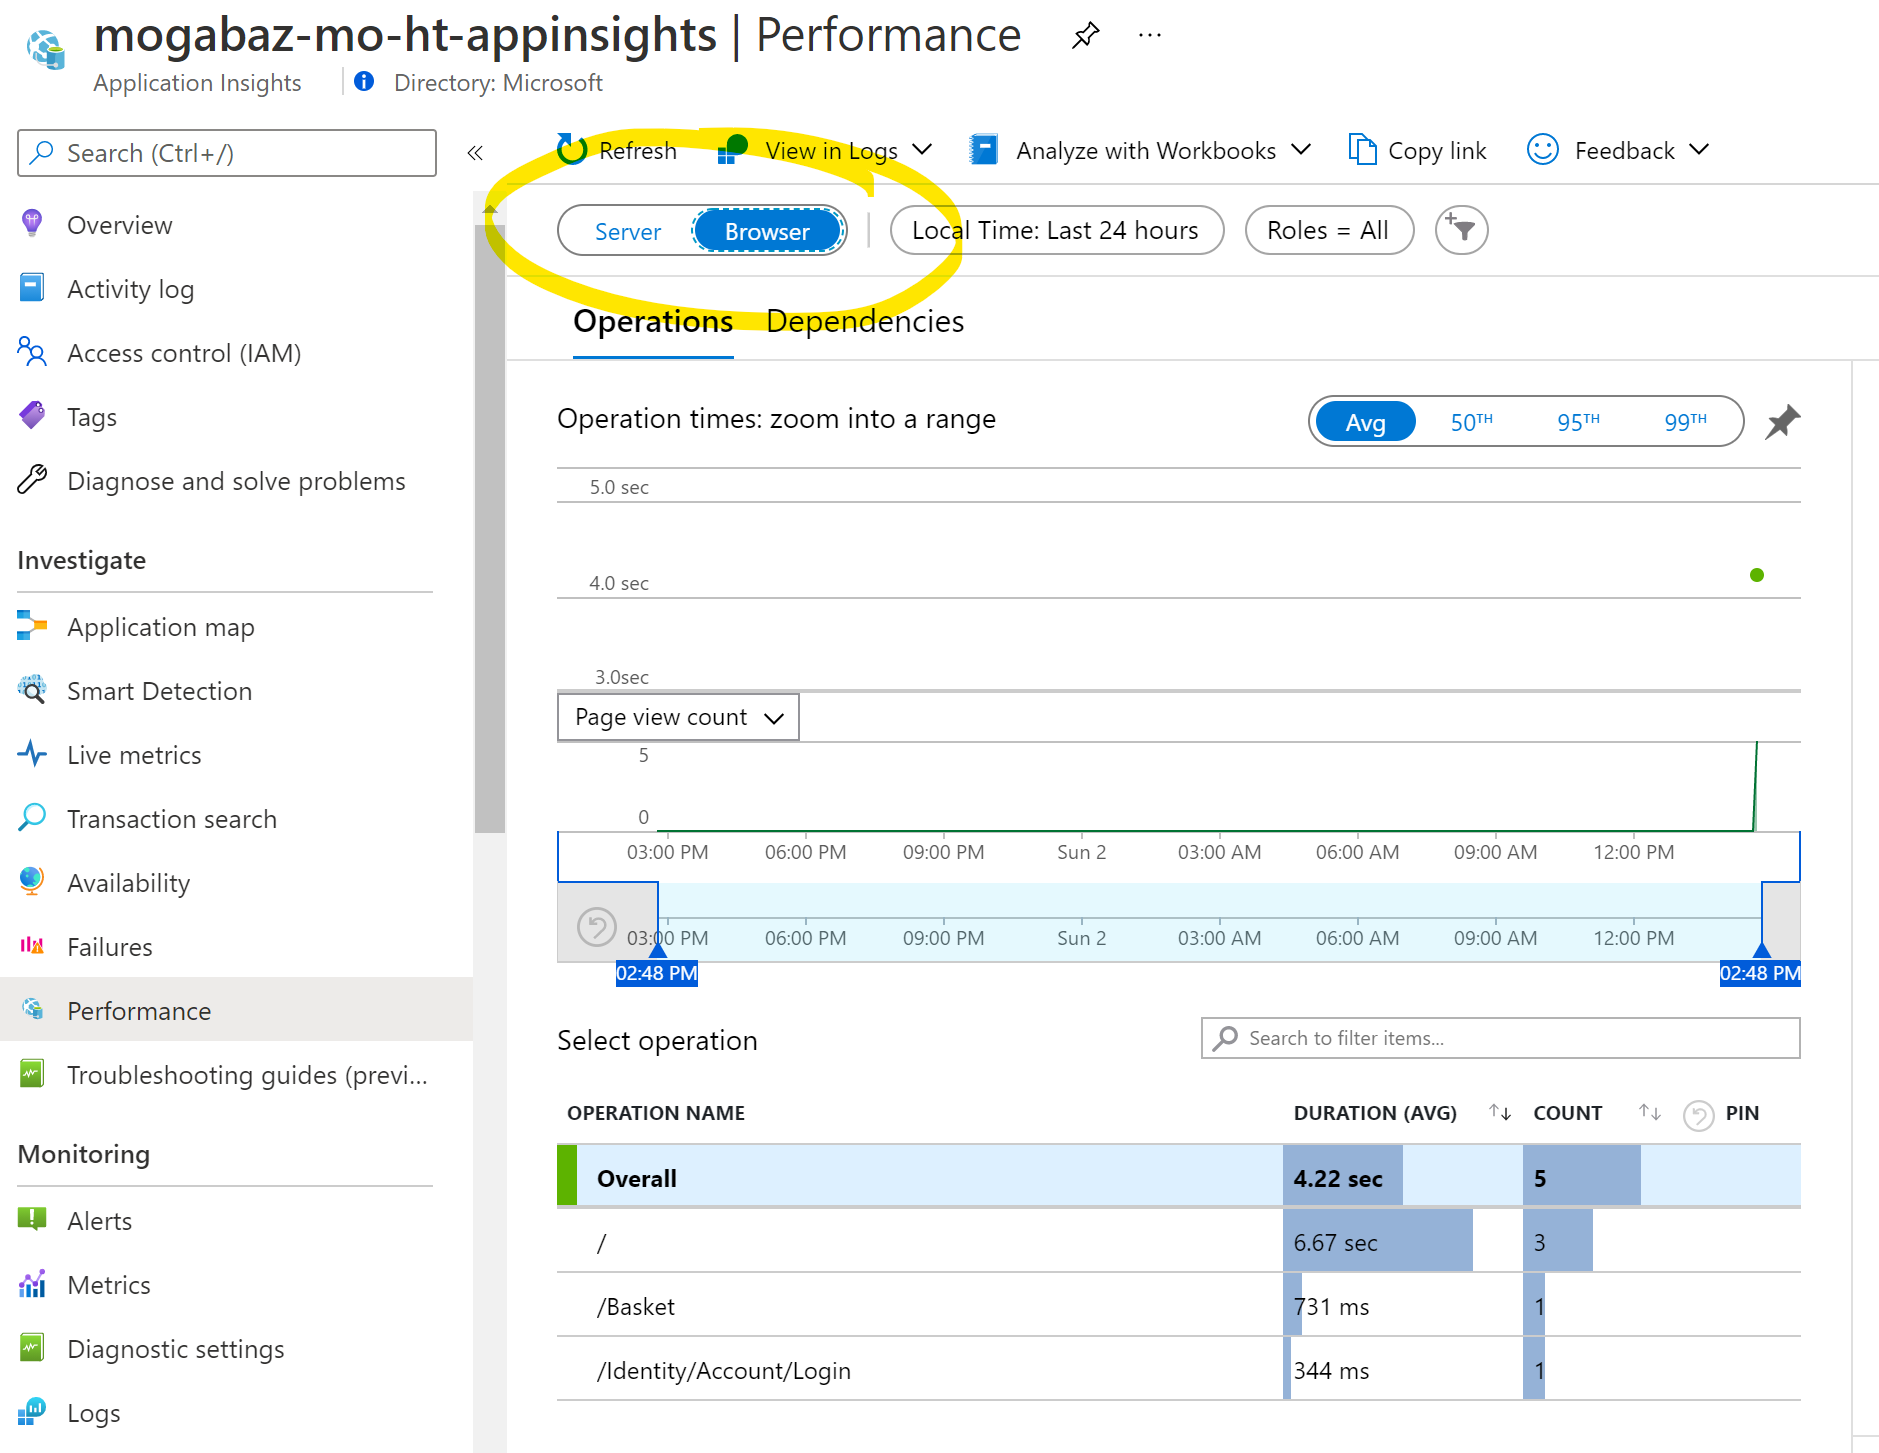 mogabaz-mo-ht-appinsights | Performance
Application Insights
Directory: Microsoft
Search (Ctrl+/)
Overview
Activity log
Access control (IAM)
Tags
Diagnose and solve problems
Investigate
Application map
Smart Detection
Live metrics
Transaction search
Availability
Failures
Performance
Troubleshooting guides (previ...
Monitoring
Alerts
Metrics
Diagnostic settings
Logs
Refresh
View in Logs
Analyze with Workbooks
Copy link
Feedback
Server
Browser
Local Time: Last 24 hours
Roles = All
Operations
Dependencies
Operation times: zoom into a range
Avg
50TH
95TH
99TH
5.0 sec
4.0 sec
3.0sec
Page view count
5
0
03:00 PM 06:00 PM 09:00 PM Sun 2 03:00 AM 06:00 AM 09:00 AM 12:00 PM
03:00 PM 06:00 PM 09:00 PM Sun 2 03:00 AM 06:00 AM 09:00 AM 12:00 PM
02:48 PM 02:48 PM
Select operation
Search to filter items...
OPERATION NAME DURATION (AVG) COUNT PIN
Overall 4.22 sec 5
/ 6.67 sec 3
/Basket 731 ms 1
/Identity/Account/Login 344 ms 1